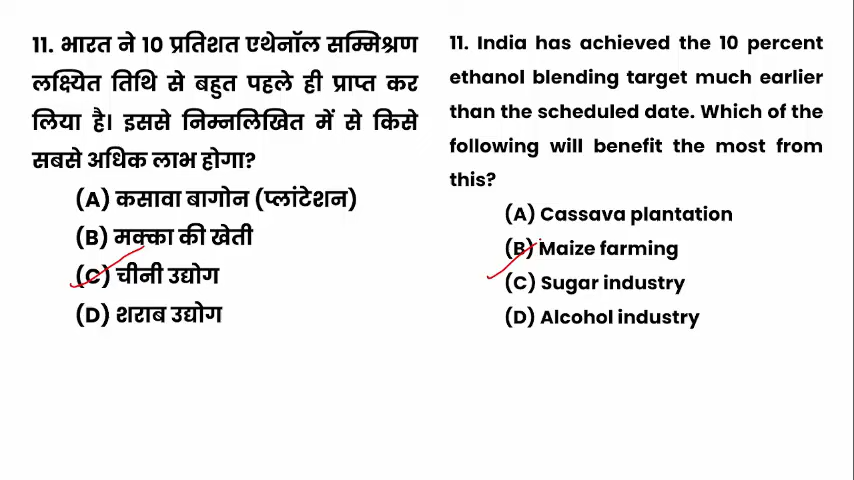 11. भारत ने 10 प्रतिशत एथेनॉल सम्मिश्रण
लक्ष्यित तिथि से बहुत पहले ही प्राप्त कर
लिया है। इससे निम्नलिखित में से किसे
सबसे अधिक लाभ होगा?
(A) कसावा बागोन (प्लांटेशन)
(B) मक्का की खेती
(C) चीनी उद्योग
(D) शराब उद्योग
11. India has achieved the 10 percent
ethanol blending target much earlier
than the scheduled date. Which of the
following will benefit the most from
this?
(A) Cassava plantation
(B) Maize farming
(C) Sugar industry
(D) Alcohol industry